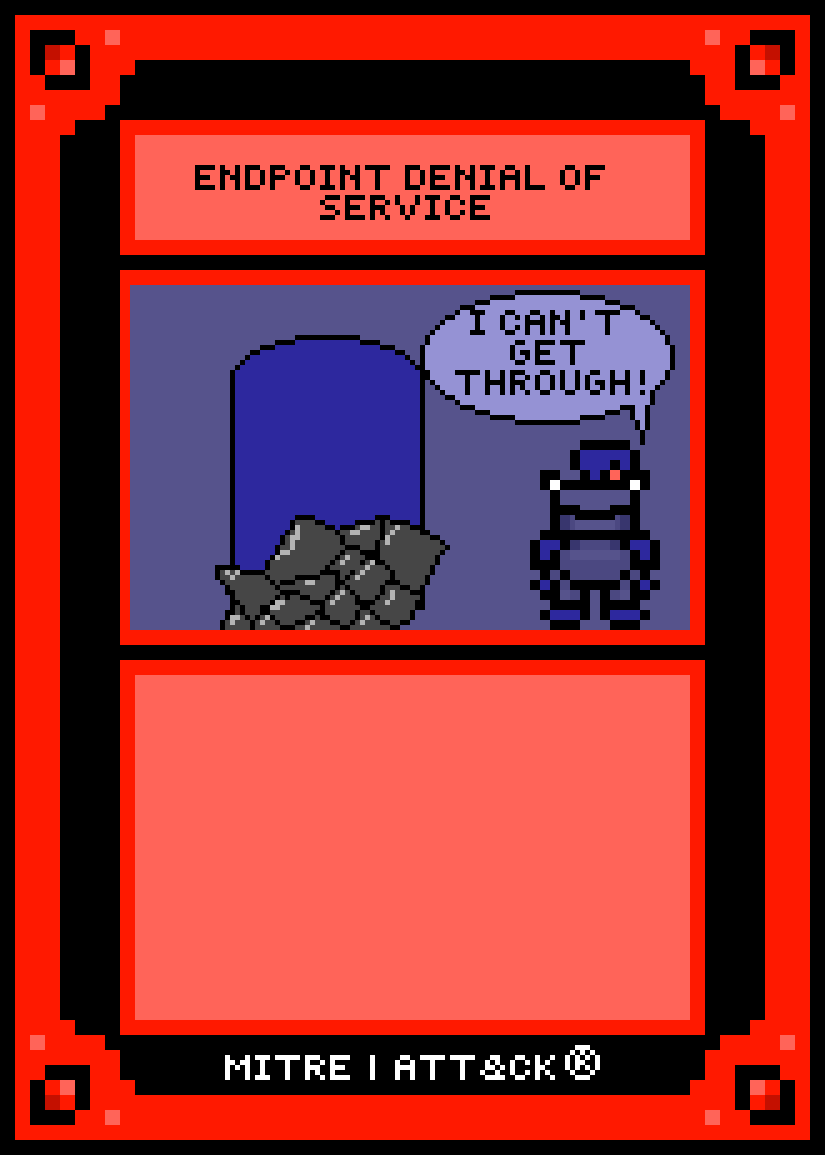 ENDPOINT DENIAL OF
SERVICE
I CAN'T
GET
THROUGH!
MITRE | ATT&CK®